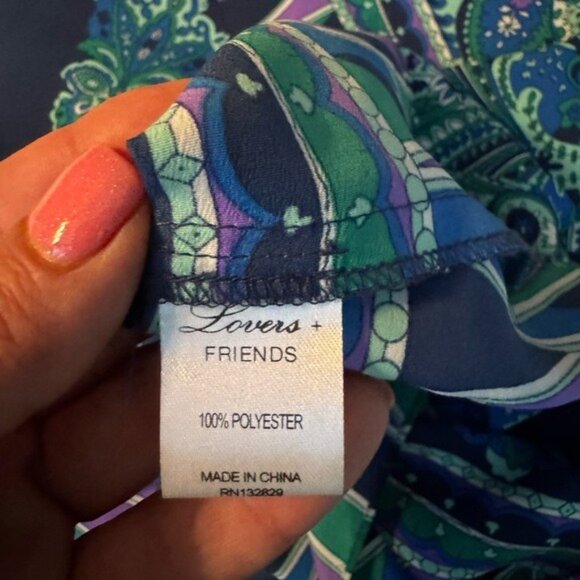 Lovers +
FRIENDS
100% POLYESTER
MADE IN CHINA
RN132829